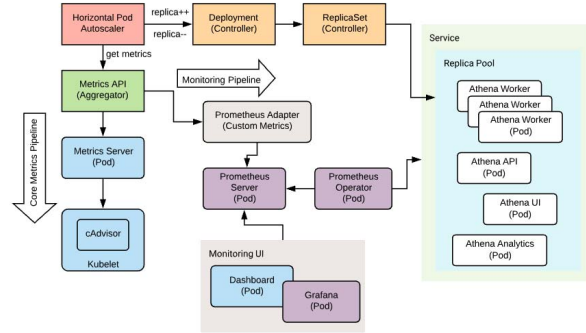 Horizontal Pod
Autoscaler
replica++
replica--
Deployment
(Controller)
ReplicaSet
(Controller)
get metrics
Service
Replica Pool
Metrics API
(Aggregator)
Monitoring Pipeline
Athena Worker
Athena Worker
Athena Worker
(Pod)
Prometheus Adapter
(Custom Metrics)
Core Metrics Pipeline
Metrics Server
(Pod)
Athena API
(Pod)
Prometheus
Server
(Pod)
Prometheus
Operator
(Pod)
Athena UI
(Pod)
cAdvisor
Kubelet
Monitoring UI
Athena Analytics
(Pod)
Dashboard
(Pod)
Grafana
(Pod)